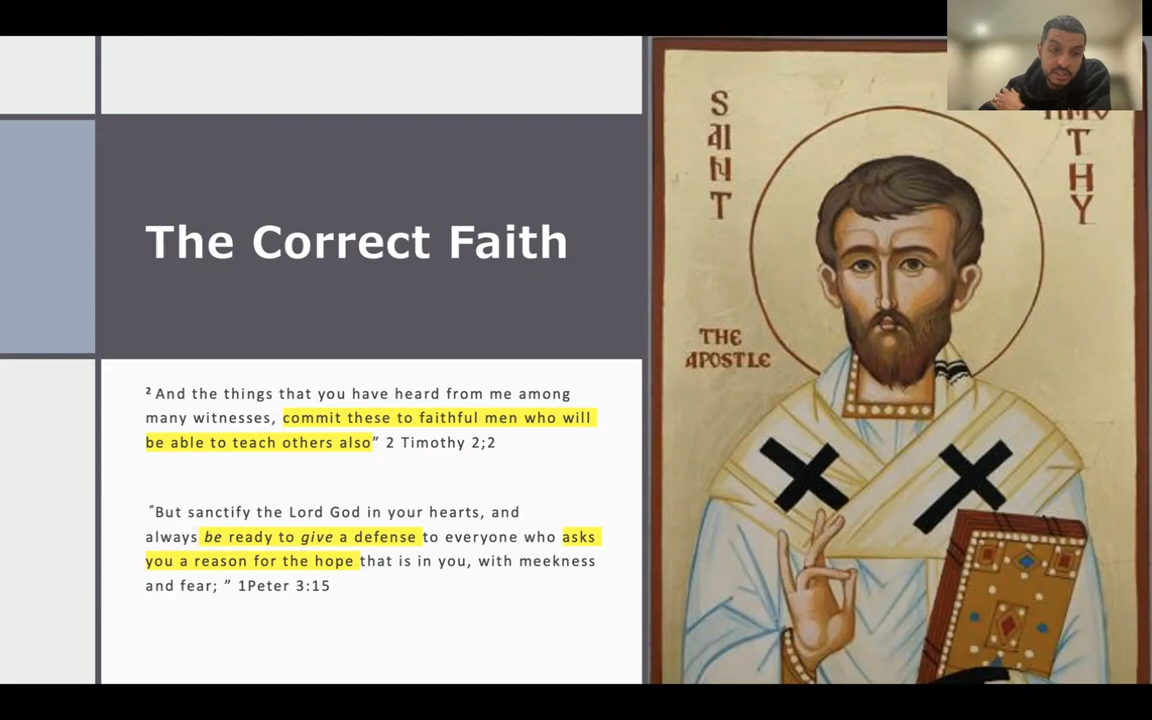 The Correct Faith
² And the things that you have heard from me among
many witnesses, commit these to faithful men who will
be able to teach others also” 2 Timothy 2;2
“But sanctify the Lord God in your hearts, and
always be ready to give a defense to everyone who asks
you a reason for the hope that is in you, with meekness
and fear; ” 1Peter 3:15
SAINT
THE
APOSTLE
THY